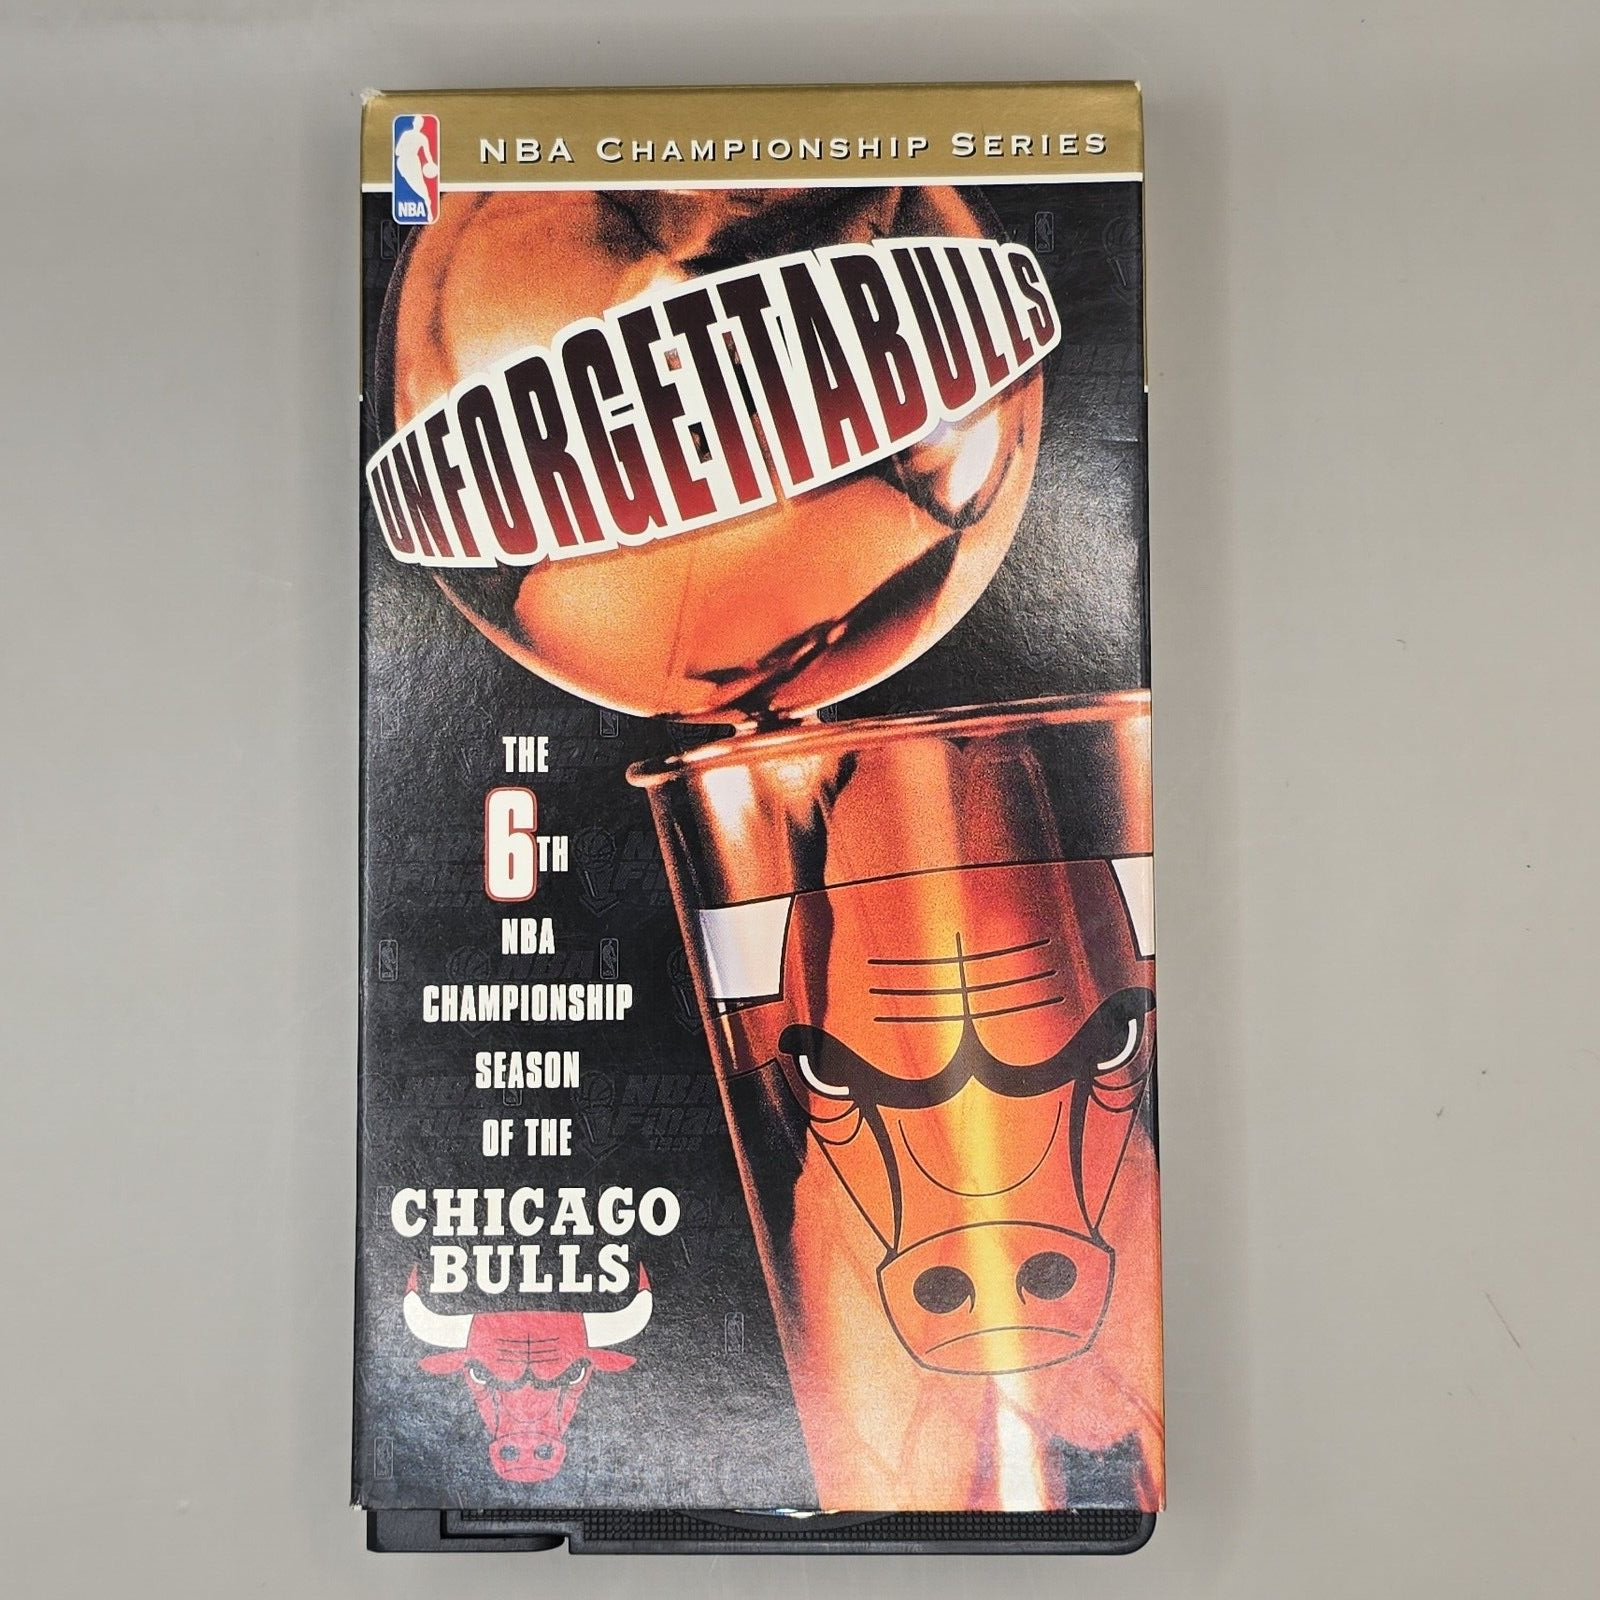 NBA CHAMPIONSHIP SERIES
NBA
UNFORGETTABULLS
THE
6TH
NBA
CHAMPIONSHIP
SEASON
OF THE
CHICAGO
BULLS